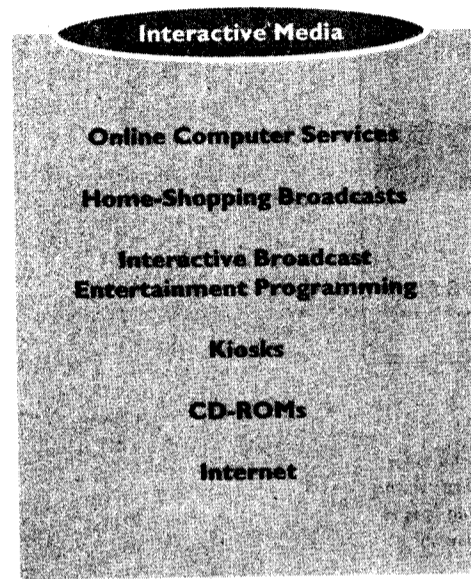 Interactive Media
Online Computer Services
Home-Shopping Broadcasts
Interactive Broadcast
Entertainment Programming
Kiosks
CD-ROMs
Internet